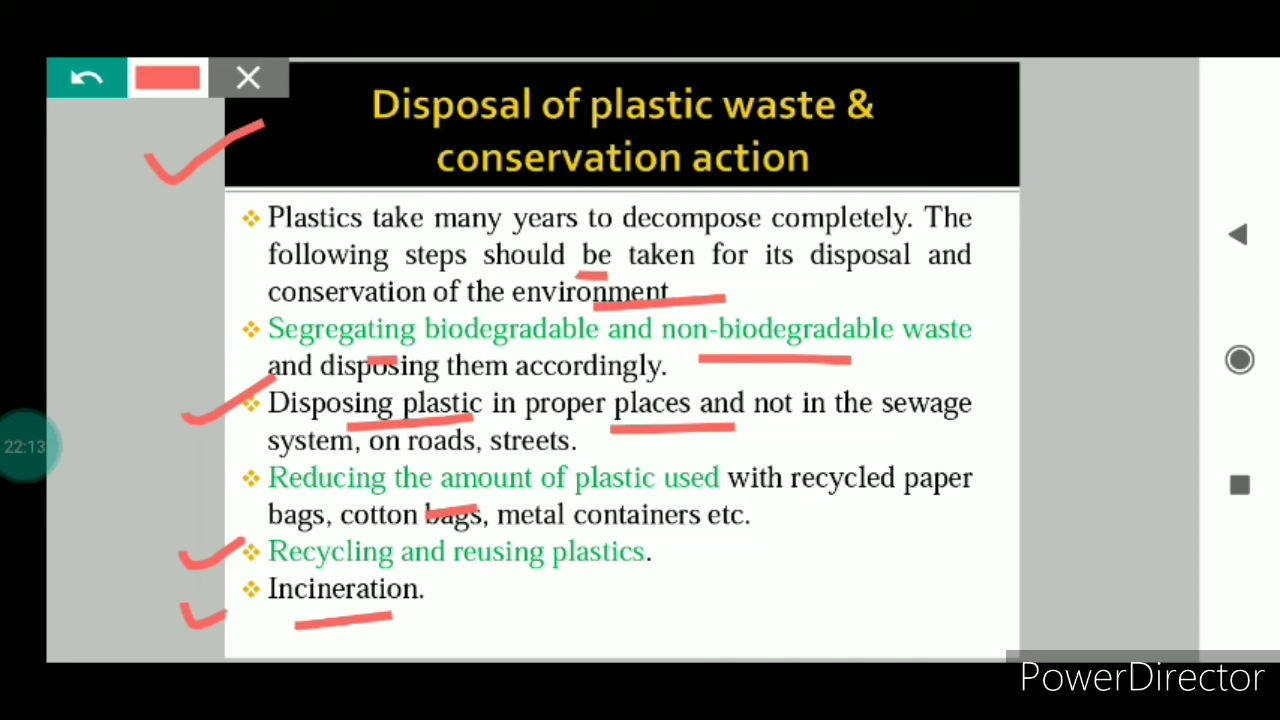 Disposal of plastic waste &
conservation action
Plastics take many years to decompose completely. The
following steps should be taken for its disposal and
conservation of the environment
Segregating biodegradable and non-biodegradable waste
and disposing them accordingly.
Disposing plastic in proper places and not in the sewage
system, on roads, streets.
Reducing the amount of plastic used with recycled paper
bags, cotton bags, metal containers etc.
Recycling and reusing plastics.
Incineration.
22:13
PowerDirector